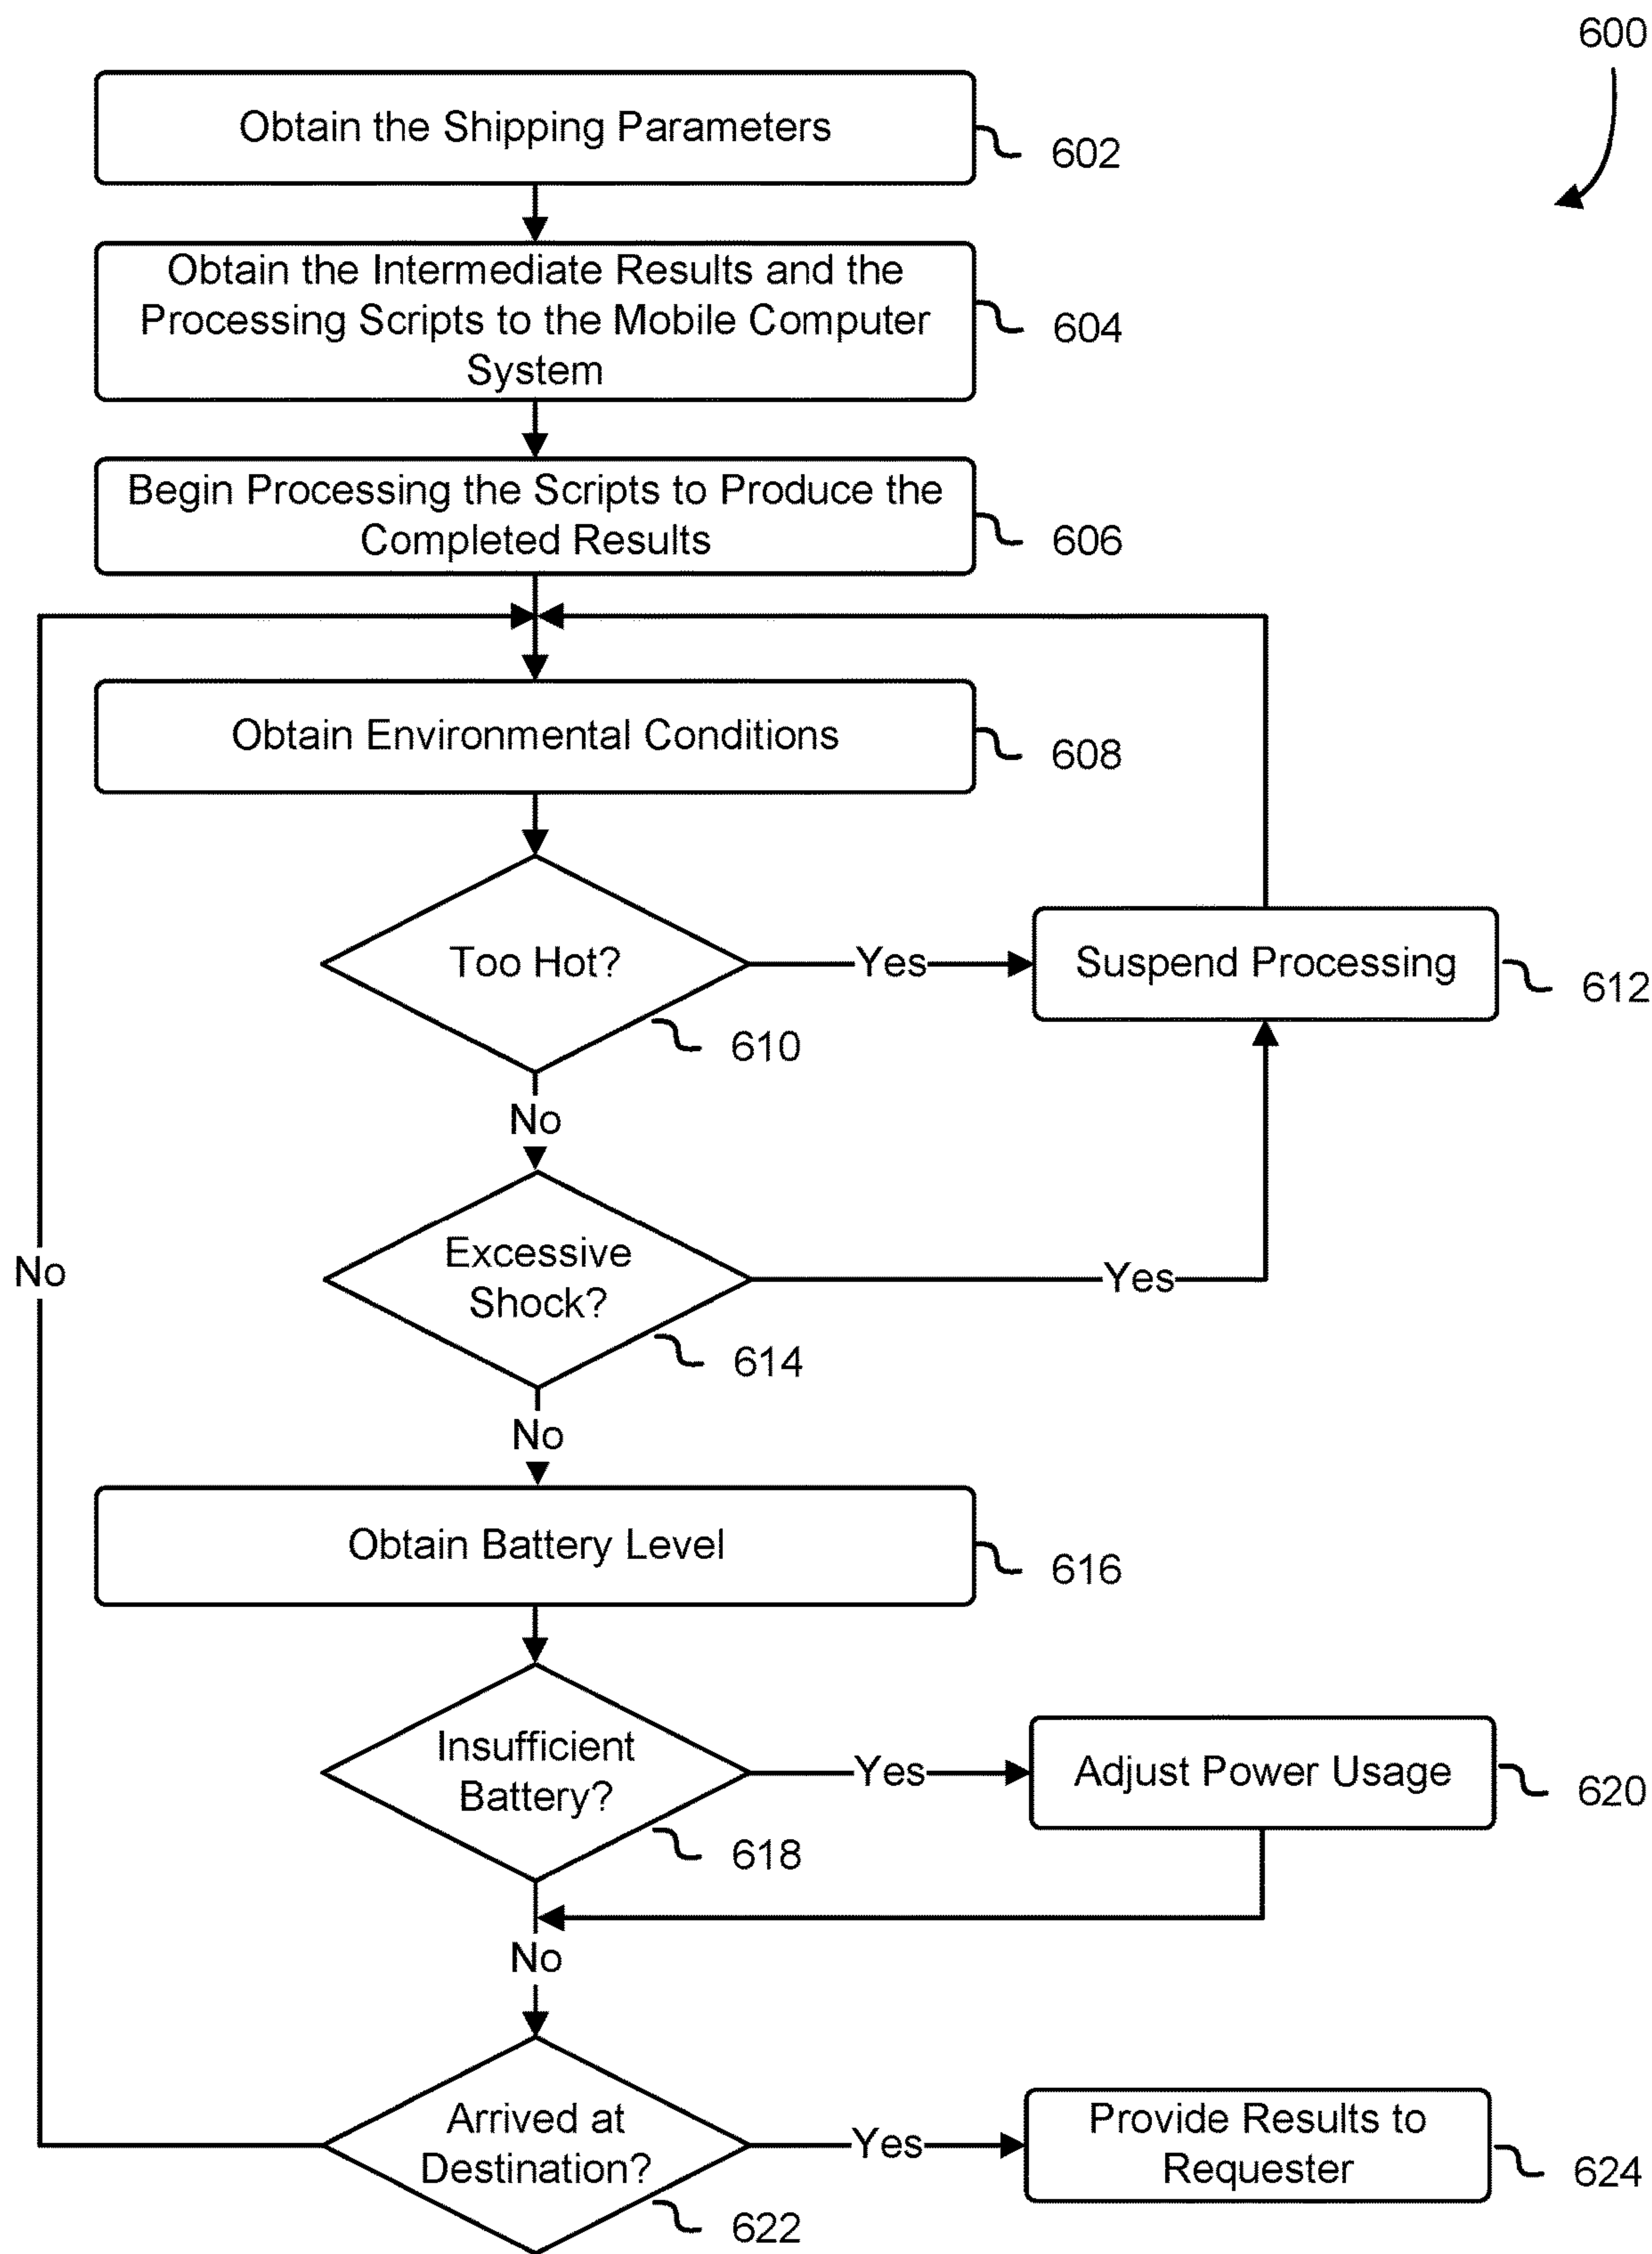 600
Obtain the Shipping Parameters
602
Obtain the Intermediate Results and the
Processing Scripts to the Mobile Computer
System
604
Begin Processing the Scripts to Produce the
Completed Results
606
Obtain Environmental Conditions
608
Too Hot?
Yes
Suspend Processing
612
610
No
Excessive
Shock?
Yes
614
No
No
Obtain Battery Level
616
Insufficient
Battery?
Yes
Adjust Power Usage
620
618
No
Arrived at
Destination?
Yes
Provide Results to
Requester
624
622